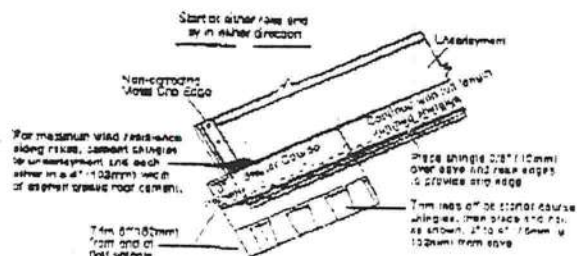 Start at either rake and
lay in either direction
Underlayment
Non-corroding
Metal Drip Edge
For maximum wind resistance
along rakes, cement shingles
to underlayment and each
other in a 4" (102mm) width
of asphalt plastic roof cement.
Starter Course
Continue with full length
shingles
Place shingle 3/8" (10mm)
over eave and rake edges
to provide drip edge
Trim tabs off of starter course
shingles, then place and nail
as shown, 3" to 4" (76mm to
102mm) from eave
Trim
from end of
first